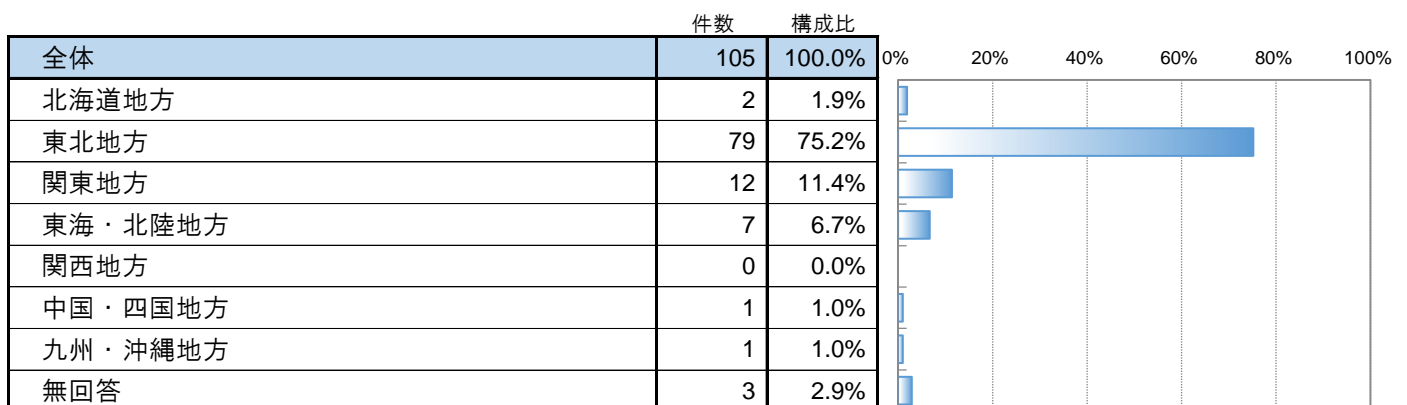 件数 構成比
全体 105 100.0% 0% 20% 40% 60% 80% 100%
北海道地方 2 1.9%
東北地方 79 75.2%
関東地方 12 11.4%
東海・北陸地方 7 6.7%
関西地方 0 0.0%
中国・四国地方 1 1.0%
九州・沖縄地方 1 1.0%
無回答 3 2.9%